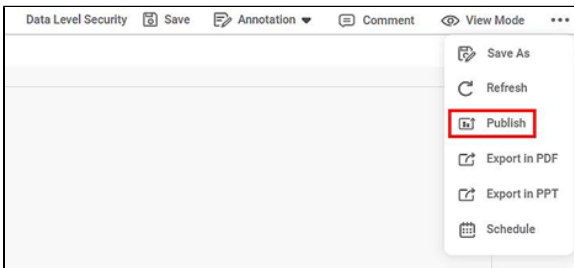 Data Level Security Save Annotation Comment View Mode
Save As
Refresh
Publish
Export in PDF
Export in PPT
Schedule